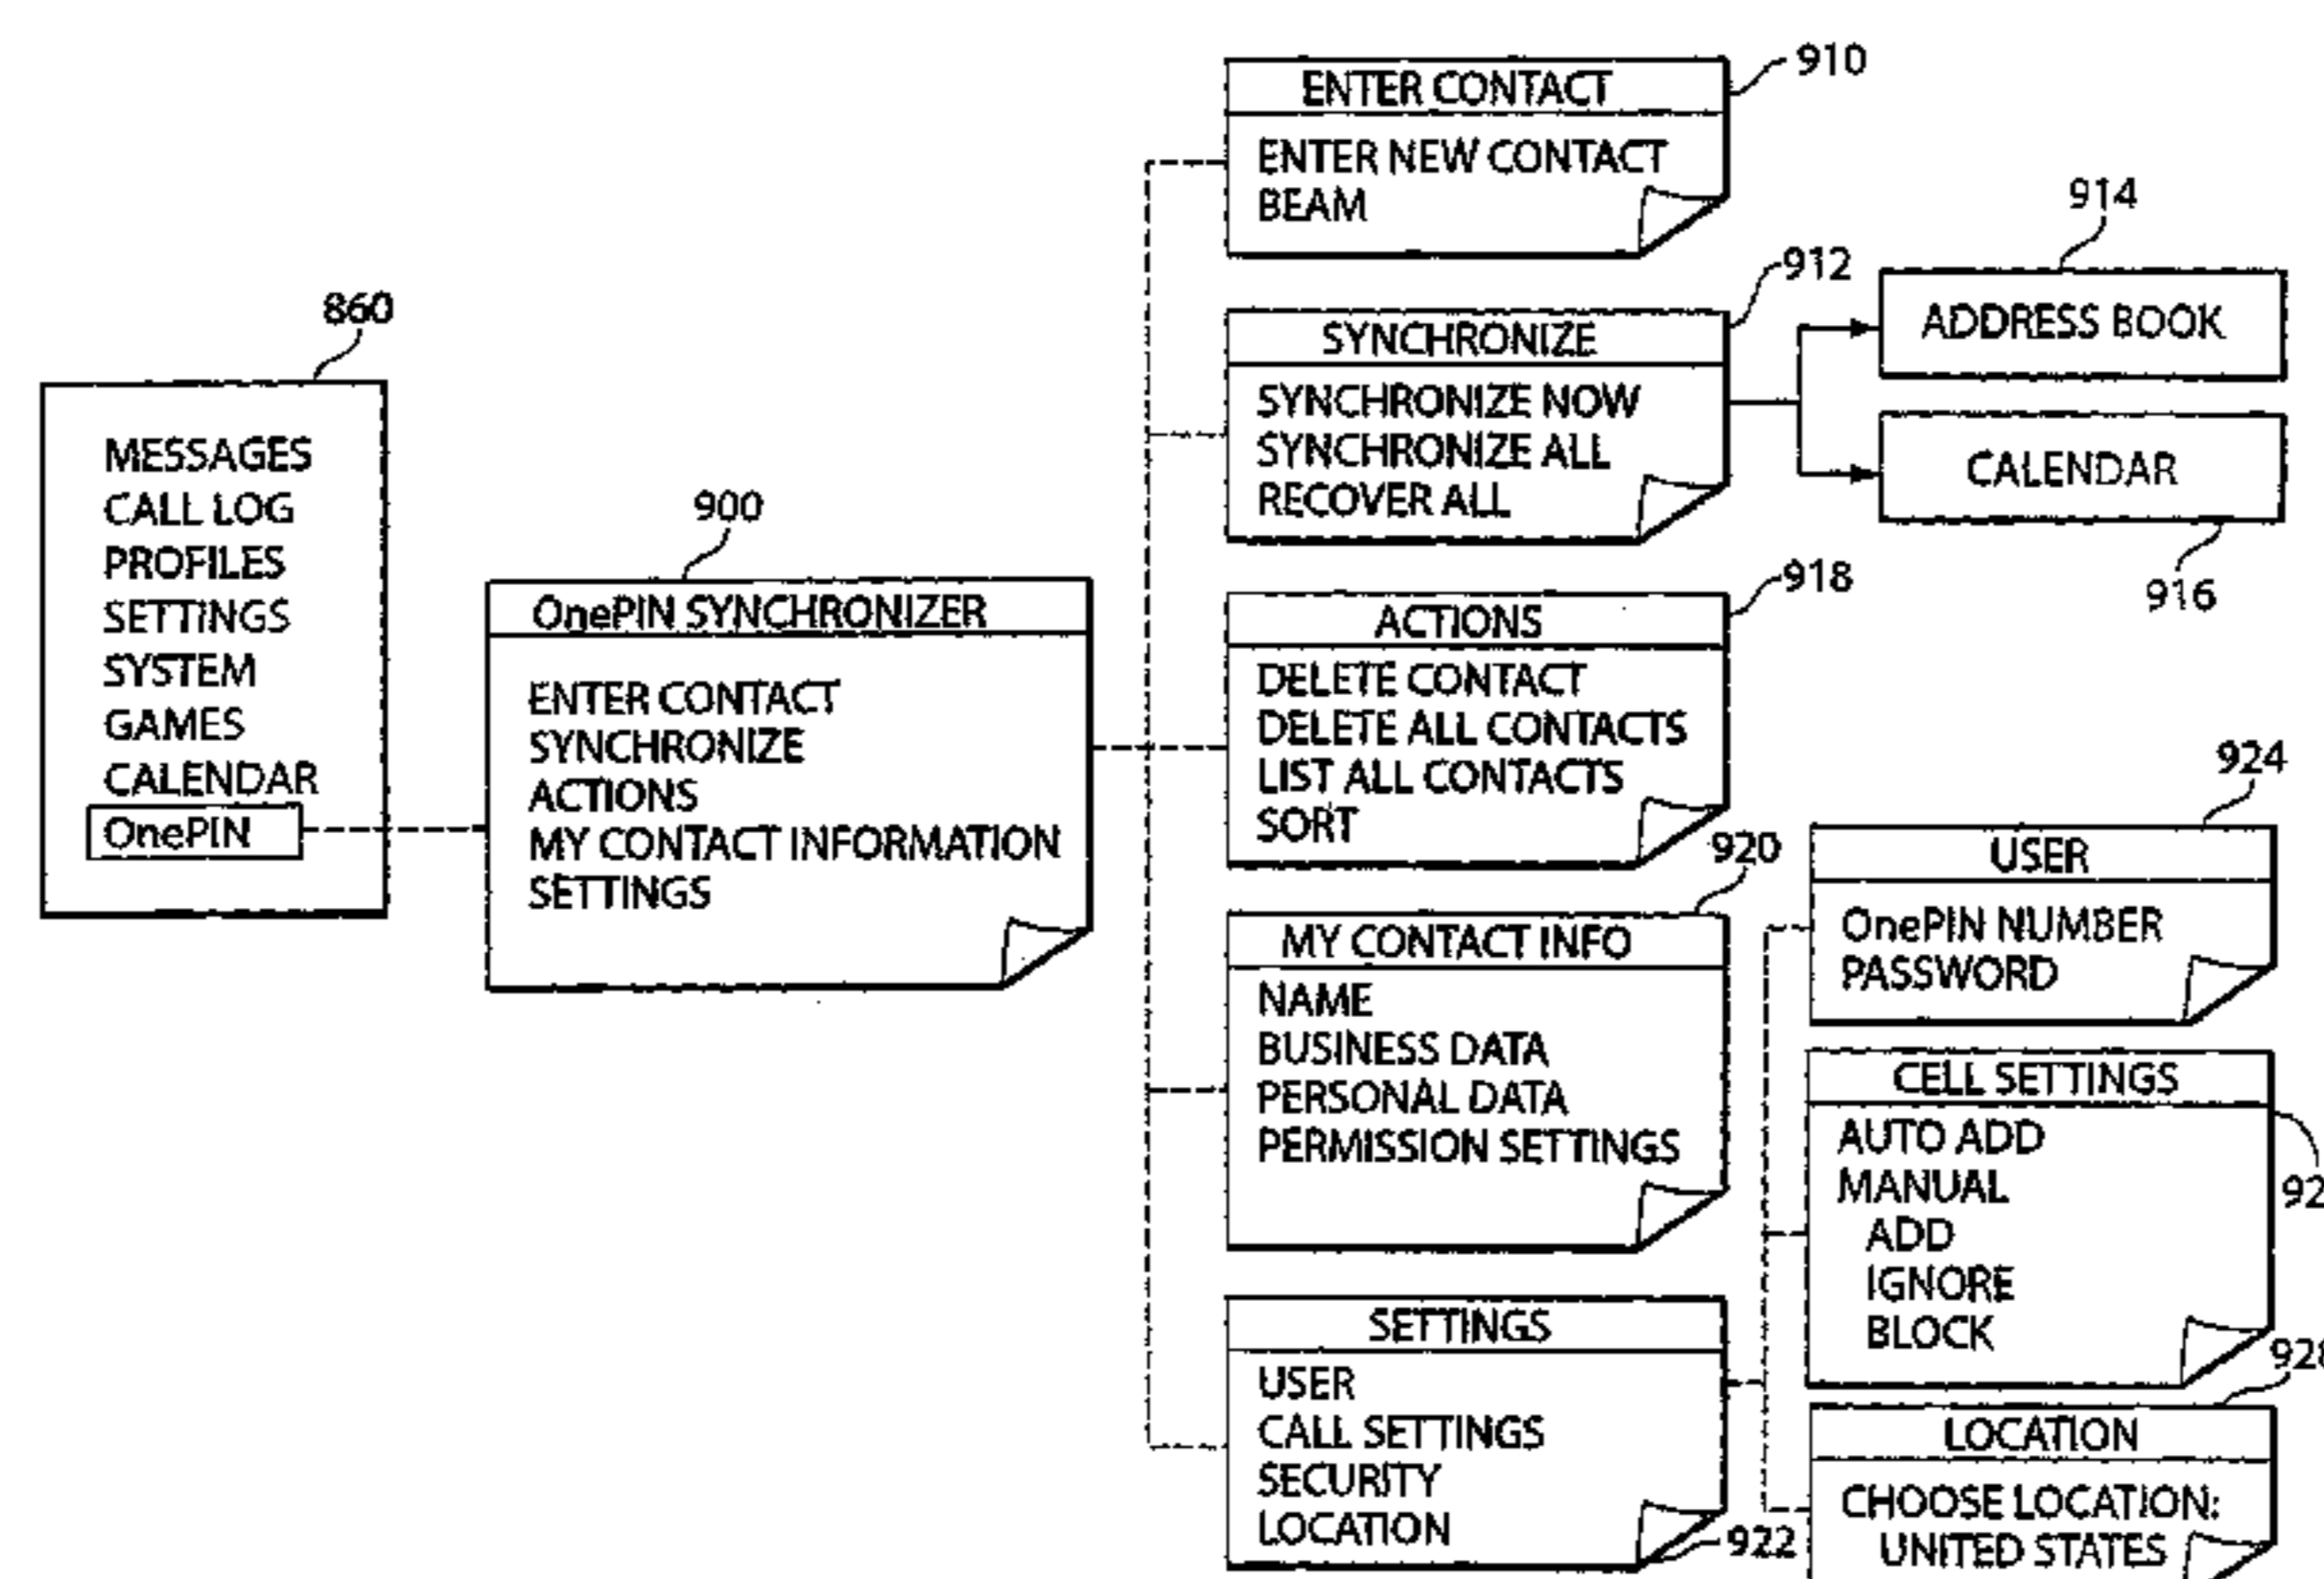 860
MESSAGES
CALL LOG
PROFILES
SETTINGS
SYSTEM
GAMES
CALENDAR
OnePIN
900
OnePIN SYNCHRONIZER
ENTER CONTACT
SYNCHRONIZE
ACTIONS
MY CONTACT INFORMATION
SETTINGS
910
ENTER CONTACT
ENTER NEW CONTACT
BEAM
912
SYNCHRONIZE
SYNCHRONIZE NOW
SYNCHRONIZE ALL
RECOVER ALL
914
ADDRESS BOOK
CALENDAR
916
918
ACTIONS
DELETE CONTACT
DELETE ALL CONTACTS
LIST ALL CONTACTS
SORT
920
MY CONTACT INFO
NAME
BUSINESS DATA
PERSONAL DATA
PERMISSION SETTINGS
SETTINGS
USER
CALL SETTINGS
SECURITY
LOCATION
922
924
USER
OnePIN NUMBER
PASSWORD
CELL SETTINGS
AUTO ADD
MANUAL
ADD
IGNORE
BLOCK
928
LOCATION
CHOOSE LOCATION:
UNITED STATES